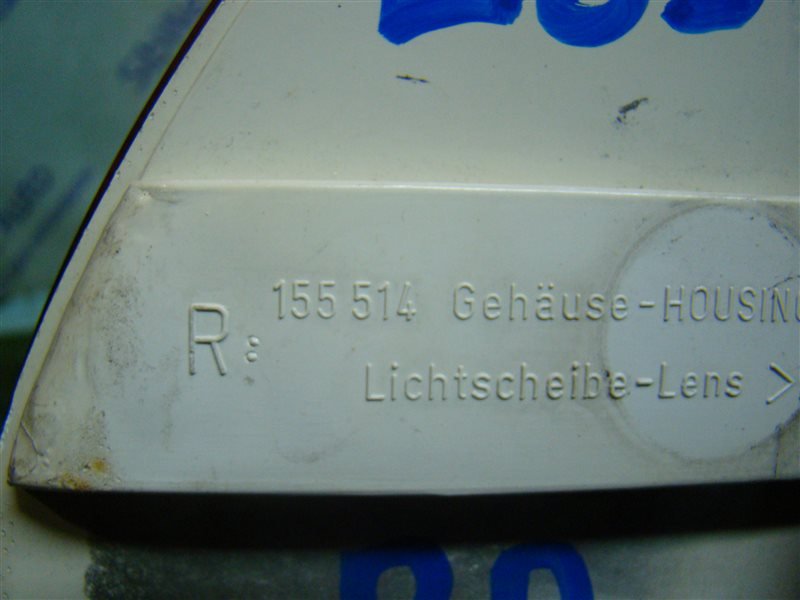 R: 155 514 Gehäuse-HOUSING
Lichtscheibe-Lens >